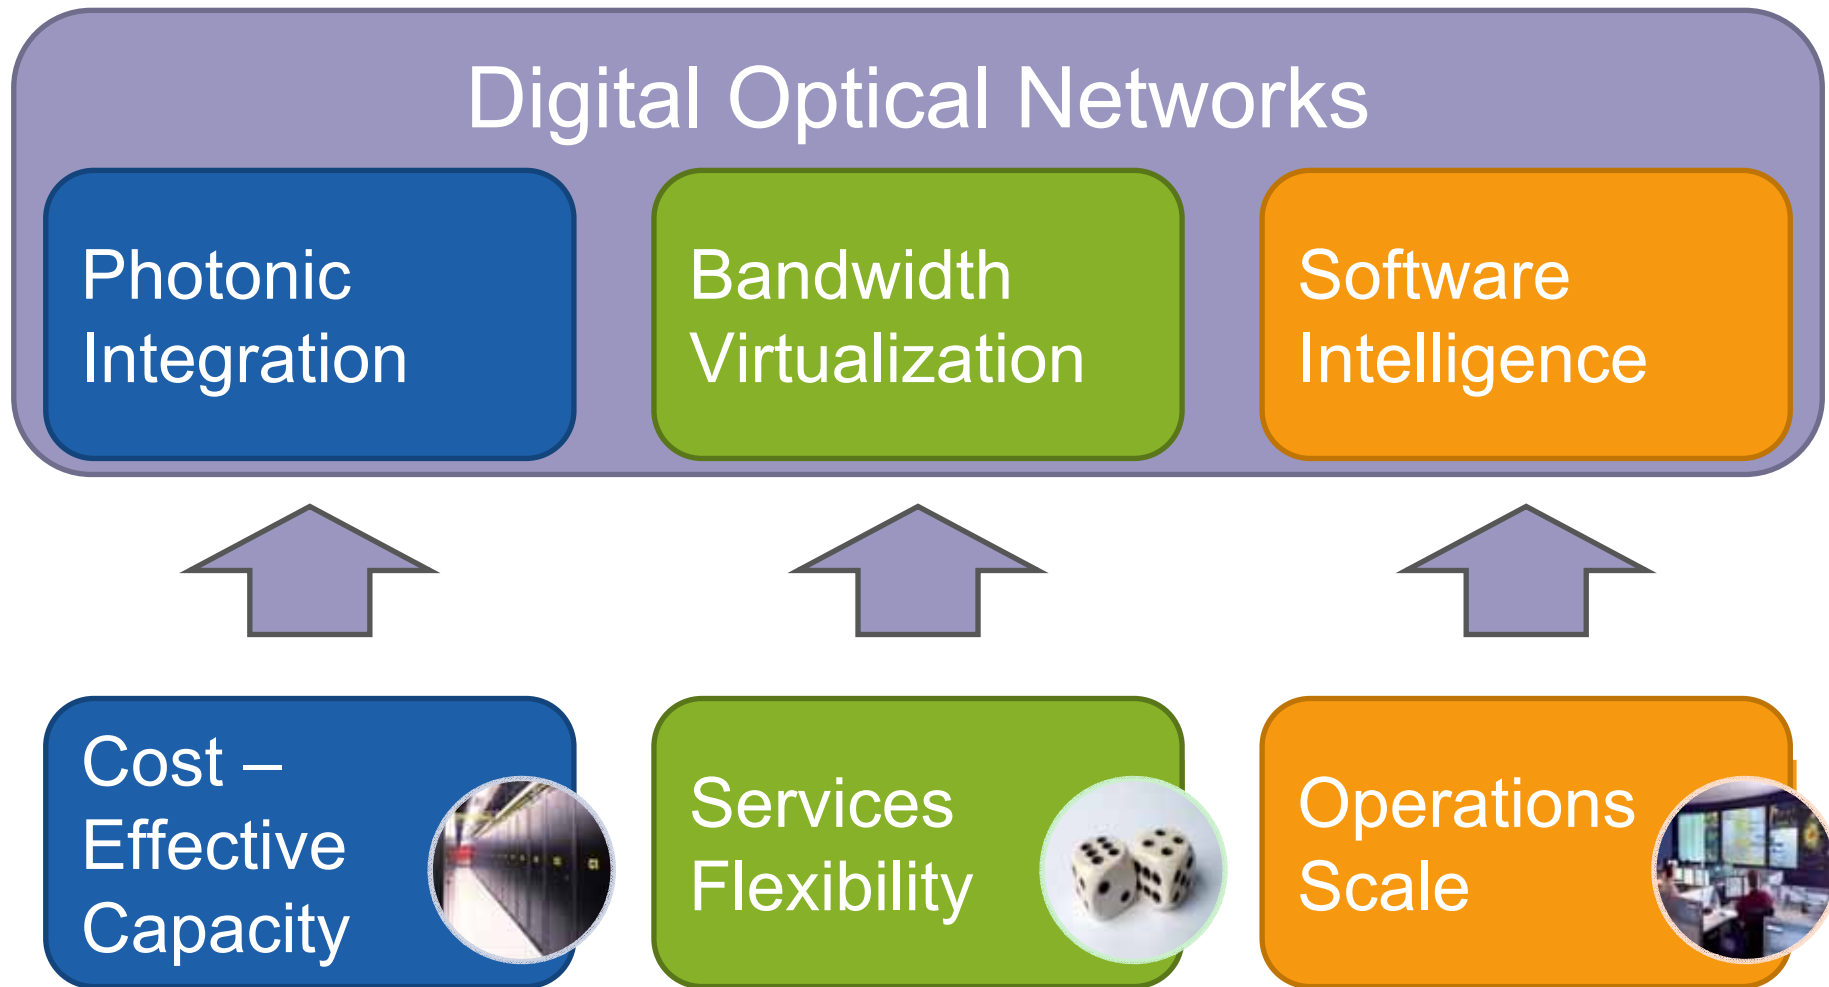 Digital Optical Networks
Photonic
Integration
Bandwidth
Virtualization
Software
Intelligence
Cost –
Effective
Capacity
Services
Flexibility
Operations
Scale